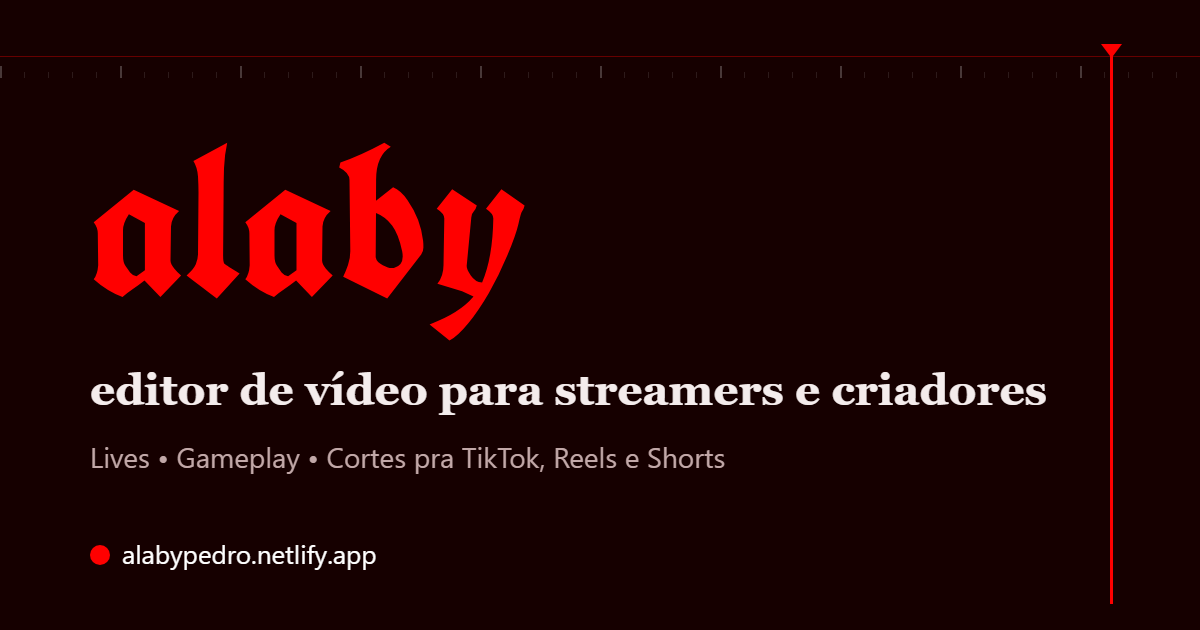 alaby
editor de vídeo para streamers e criadores
Lives • Gameplay • Cortes pra TikTok, Reels e Shorts
alabypedro.netlify.app